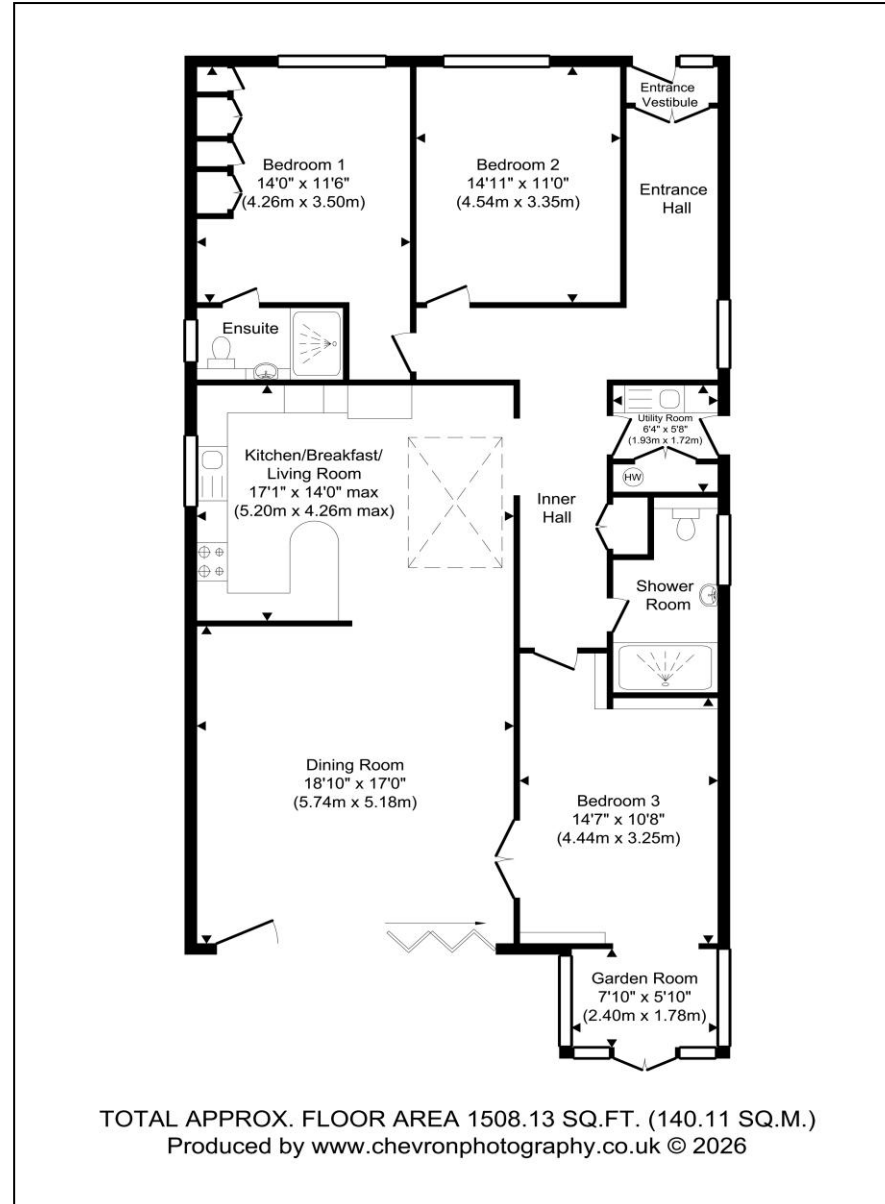 Entrance
Vestibule
Bedroom 1
14'0" x 11'6"
(4.26m x 3.50m)
Bedroom 2
14'11" x 11'0"
(4.54m x 3.35m)
Entrance
Hall
Ensuite
Utility Room
6'4" x 5'8"
(1.93m x 1.72m)
HW
Kitchen/Breakfast/
Living Room
17'1" x 14'0" max
(5.20m x 4.26m max)
Inner
Hall
Shower
Room
Dining Room
18'10" x 17'0"
(5.74m x 5.18m)
Bedroom 3
14'7" x 10'8"
(4.44m x 3.25m)
Garden Room
7'10" x 5'10"
(2.40m x 1.78m)
TOTAL APPROX. FLOOR AREA 1508.13 SQ.FT. (140.11 SQ.M.)
Produced by www.chevronphotography.co.uk © 2026